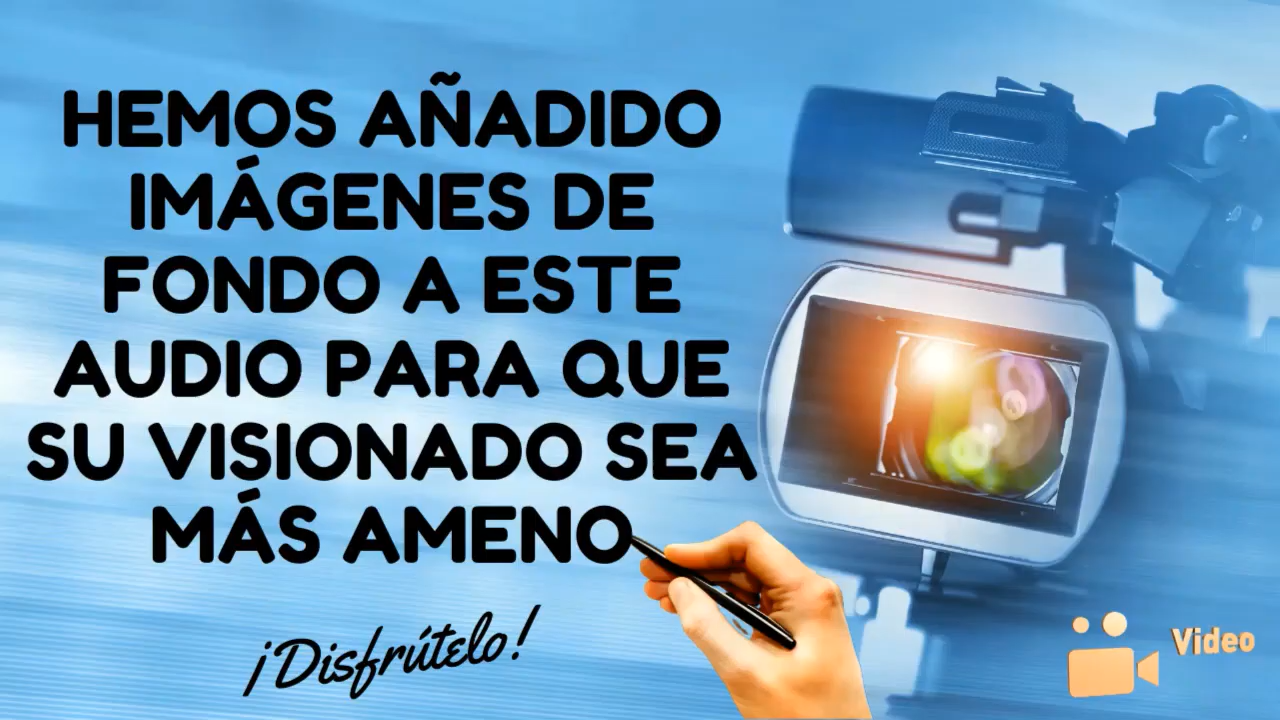 HEMOS AÑADIDO
IMÁGENES DE
FONDO A ESTE
AUDIO PARA QUE
SU VISIONADO SEA
MÁS AMENO
¡Disfrútelo!
Video